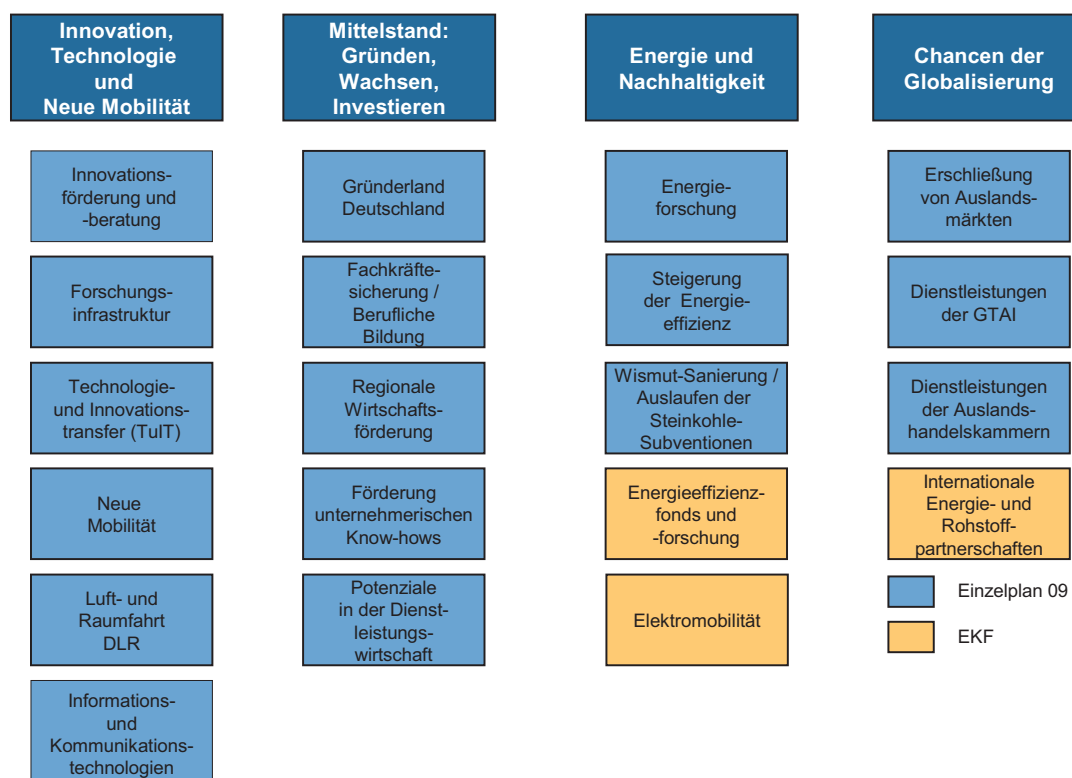 Innovation,
Technologie
und
Neue Mobilität
Innovations-
förderung und
-beratung
Forschungs-
infrastruktur
Technologie-
und Innovations-
transfer (TuIT)
Neue
Mobilität
Luft- und
Raumfahrt
DLR
Informations-
und
Kommunikations-
technologien
Mittelstand:
Gründen,
Wachsen,
Investieren
Gründerland
Deutschland
Fachkräfte-
sicherung /
Berufliche
Bildung
Regionale
Wirtschafts-
förderung
Förderung
unternehmerischen
Know-hows
Potenziale
in der Dienst-
leistungs-
wirtschaft
Energie und
Nachhaltigkeit
Energie-
forschung
Steigerung
der Energie-
effizienz
Wismut-Sanierung /
Auslaufen der
Steinkohle-
Subventionen
Energieeffizienz-
fonds und
-forschung
Elektromobilität
Chancen der
Globalisierung
Erschließung
von Auslands-
märkten
Dienstleistungen
der GTAI
Dienstleistungen
der Auslands-
handelskammern
Internationale
Energie- und
Rohstoff-
partnerschaften
Einzelplan 09
EKF